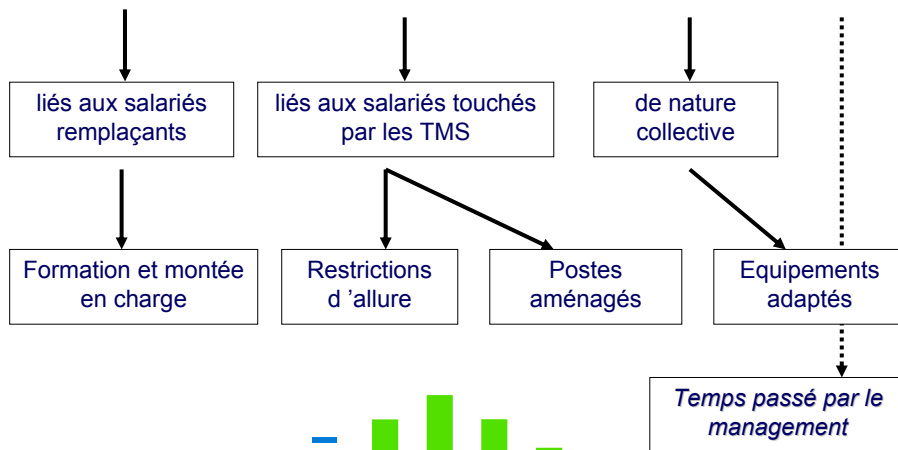 liés aux salariés
remplaçants
liés aux salariés touchés
par les TMS
de nature
collective
Formation et montée
en charge
Restrictions
d ’allure
Postes
aménagés
Equipements
adaptés
Temps passé par le
management